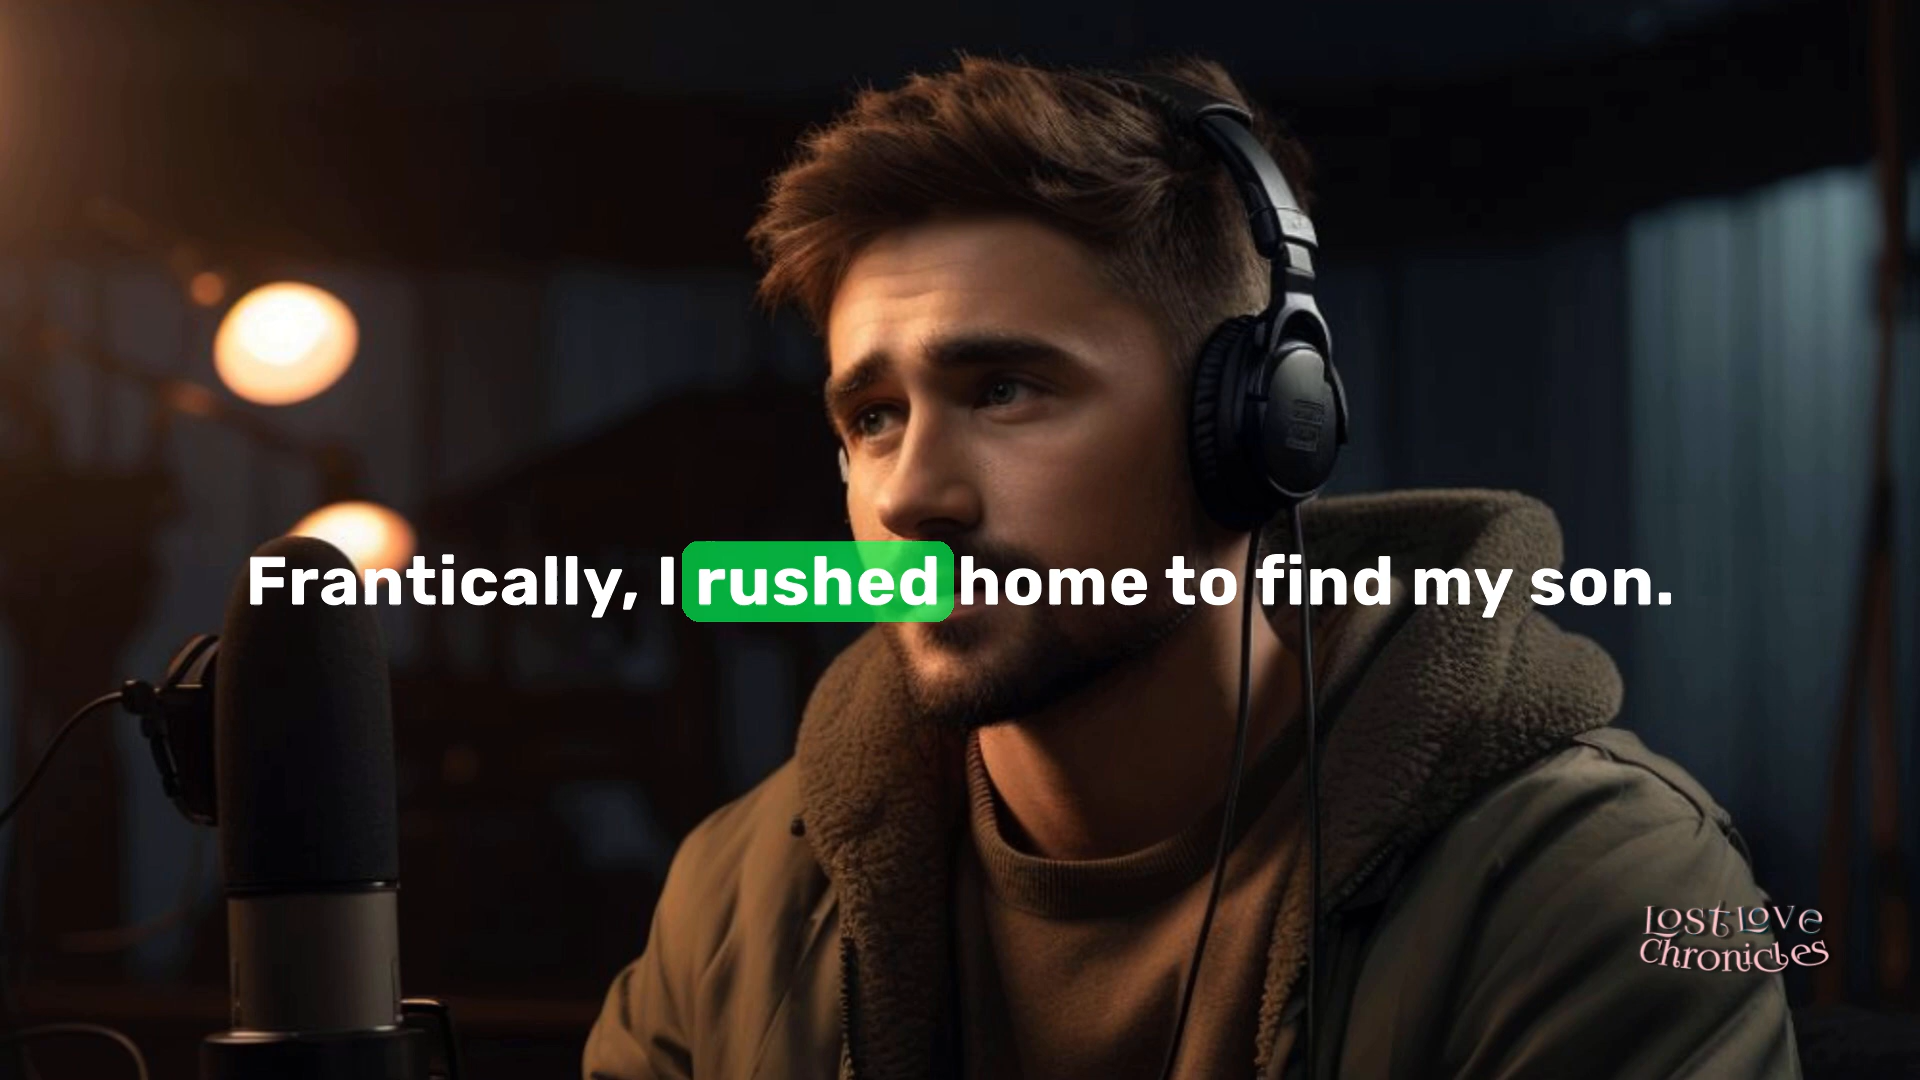 Frantically, I rushed home to find my son.
Lost Love
Chronicles